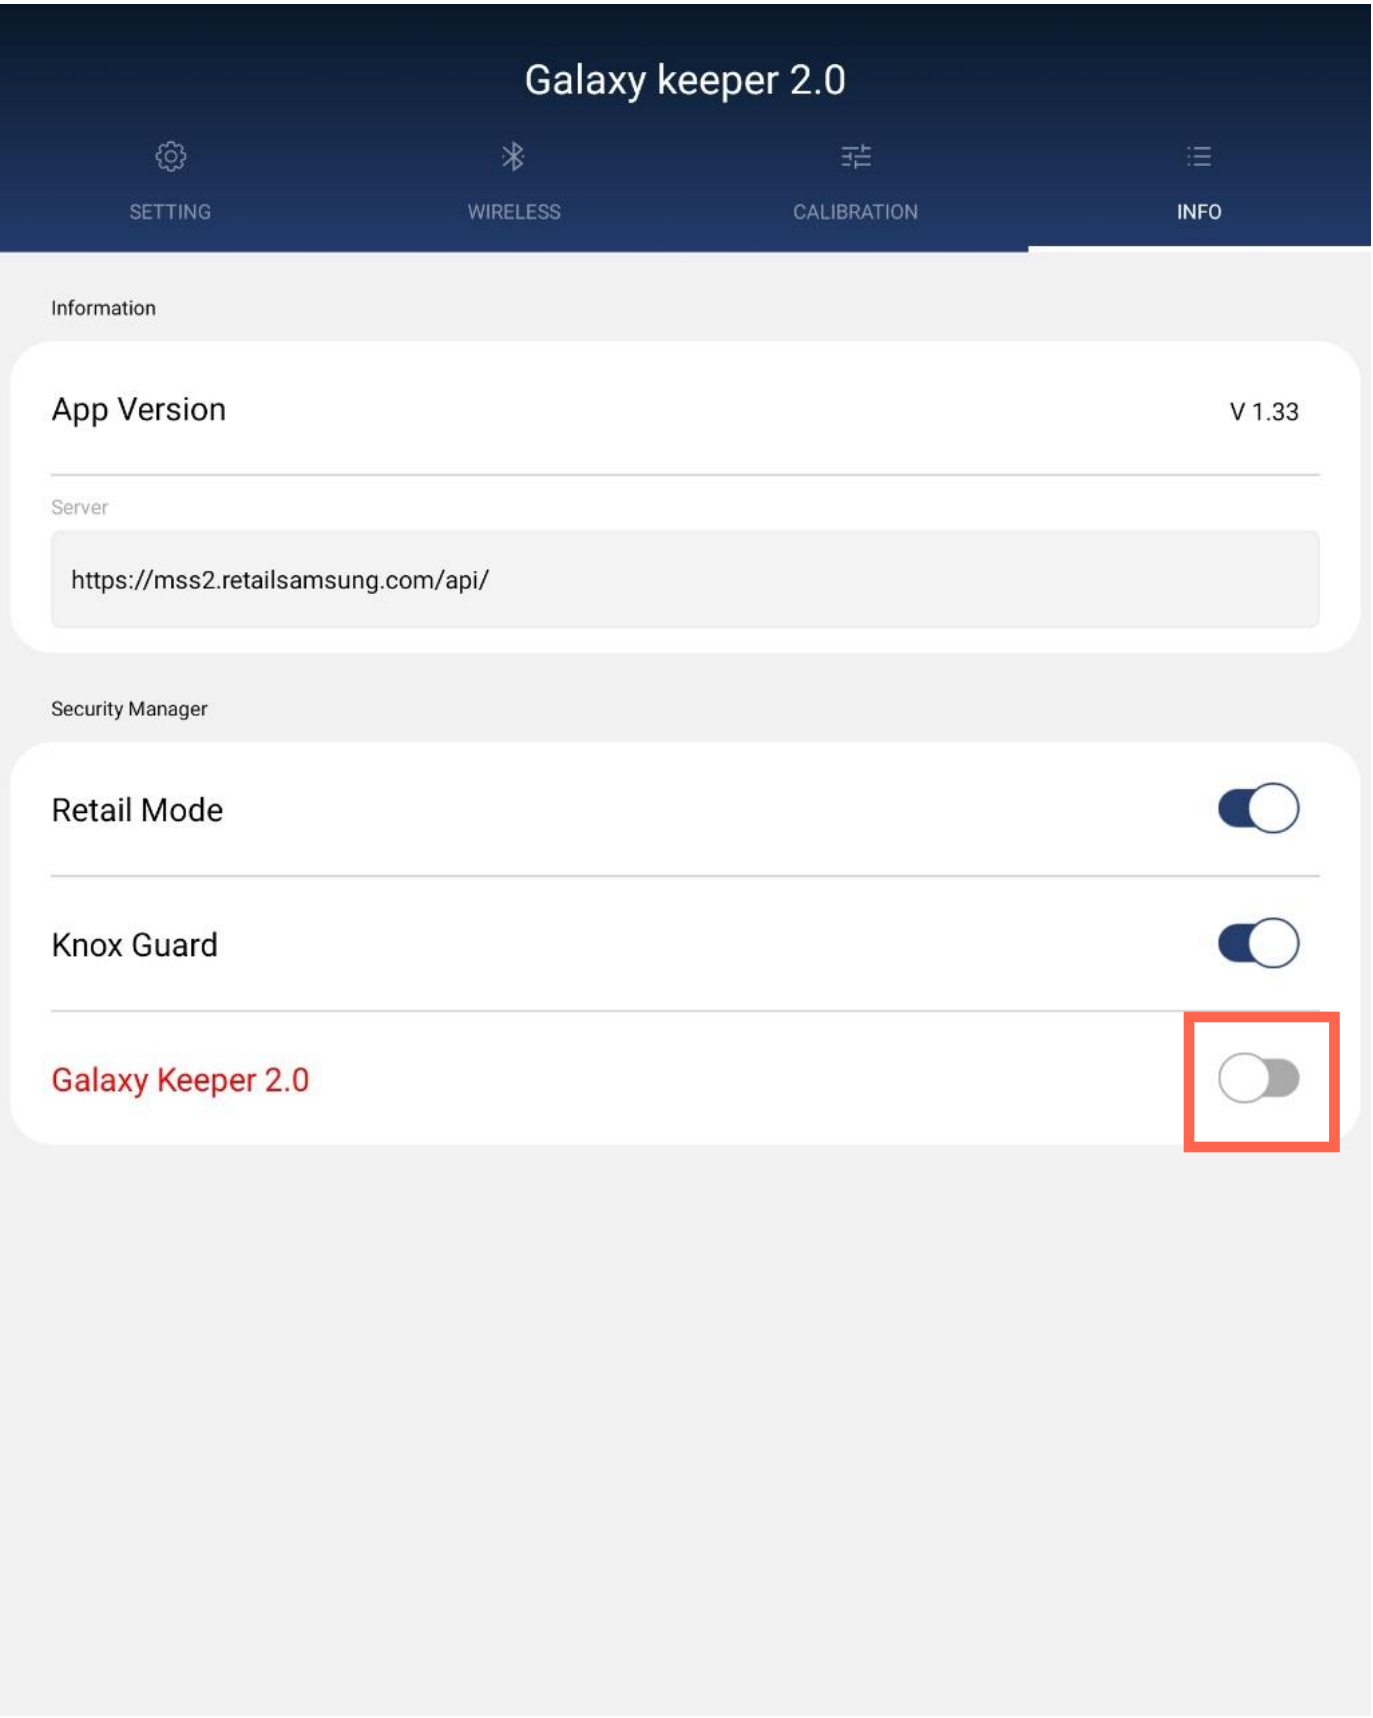 Galaxy keeper 2.0
SETTING
WIRELESS
CALIBRATION
INFO
Information
App Version
V 1.33
Server
https://mss2.retailsamsung.com/api/
Security Manager
Retail Mode
Knox Guard
Galaxy Keeper 2.0